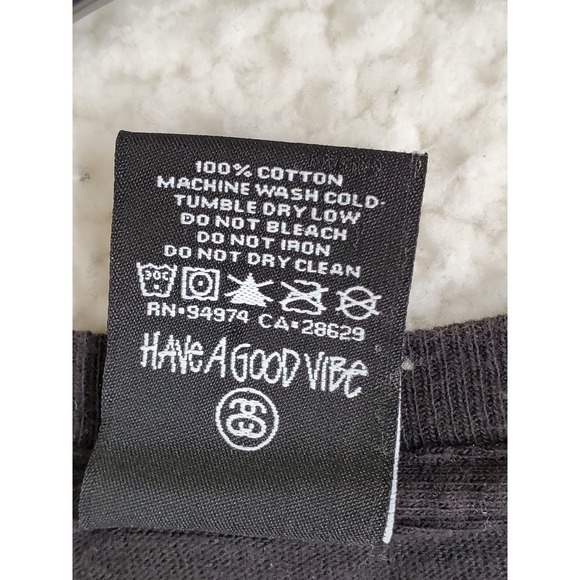 100% COTTON
MACHINE WASH COLD
TUMBLE DRY LOW
DO NOT BLEACH
DO NOT IRON
DO NOT DRY CLEAN
30C
RN•94974 CA•28629
HAVE A GOOD VIBE